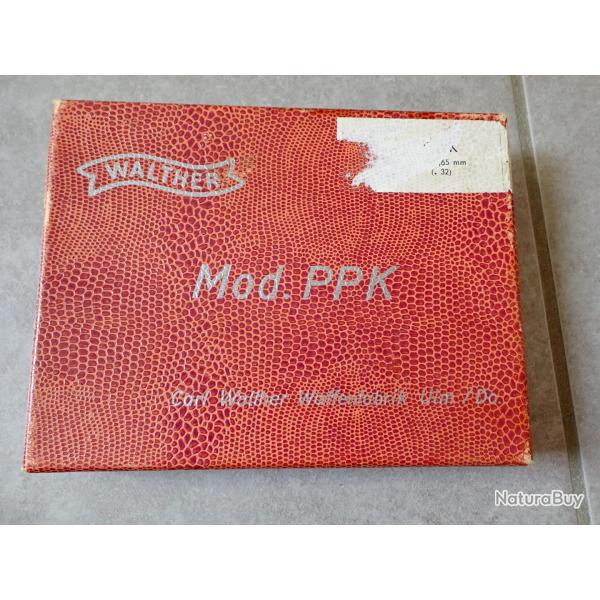 WALTHER
,65 mm
(. 32)
Mod. PPK
Carl Walther Waffenfabrik Ulm / Do
NaturaBuy